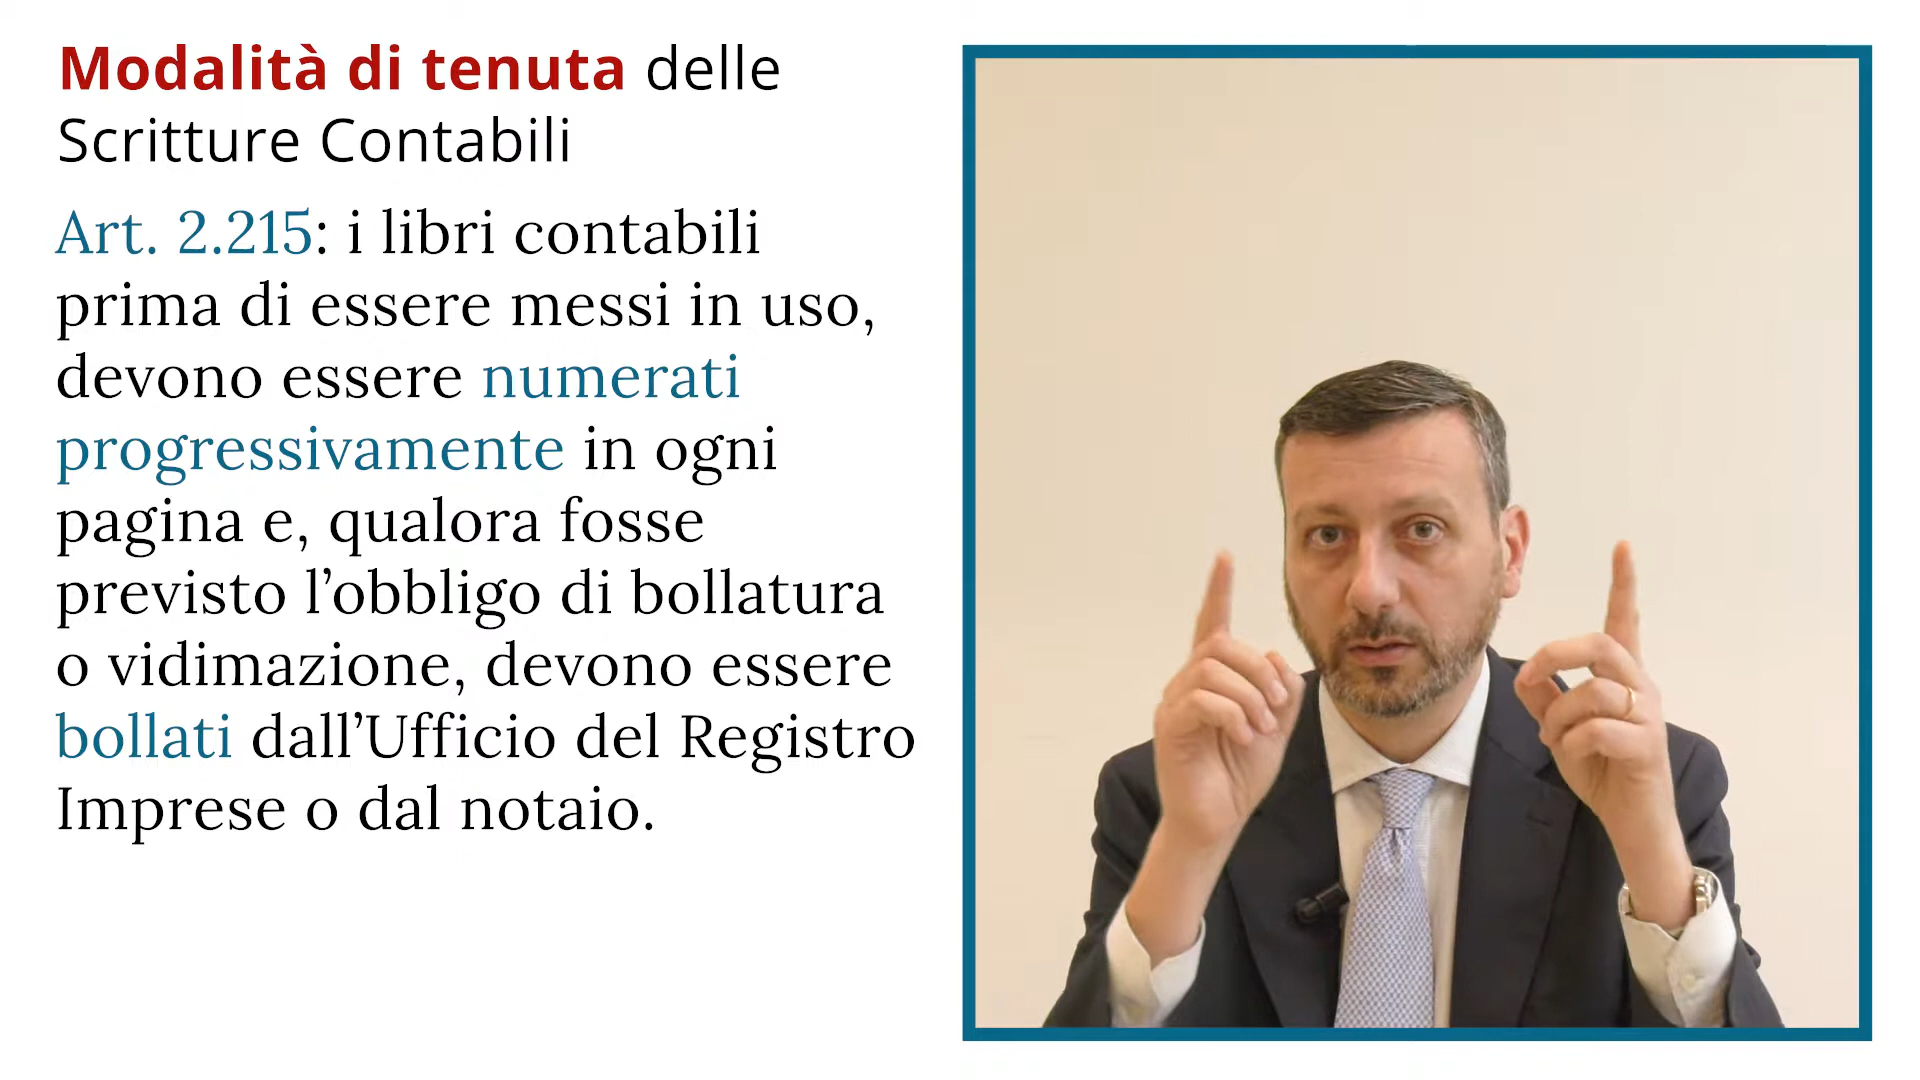 Modalità di tenuta delle
Scritture Contabili
Art. 2.215: i libri contabili
prima di essere messi in uso,
devono essere numerati
progressivamente in ogni
pagina e, qualora fosse
previsto l’obbligo di bollatura
o vidimazione, devono essere
bollati dall’Ufficio del Registro
Imprese o dal notaio.